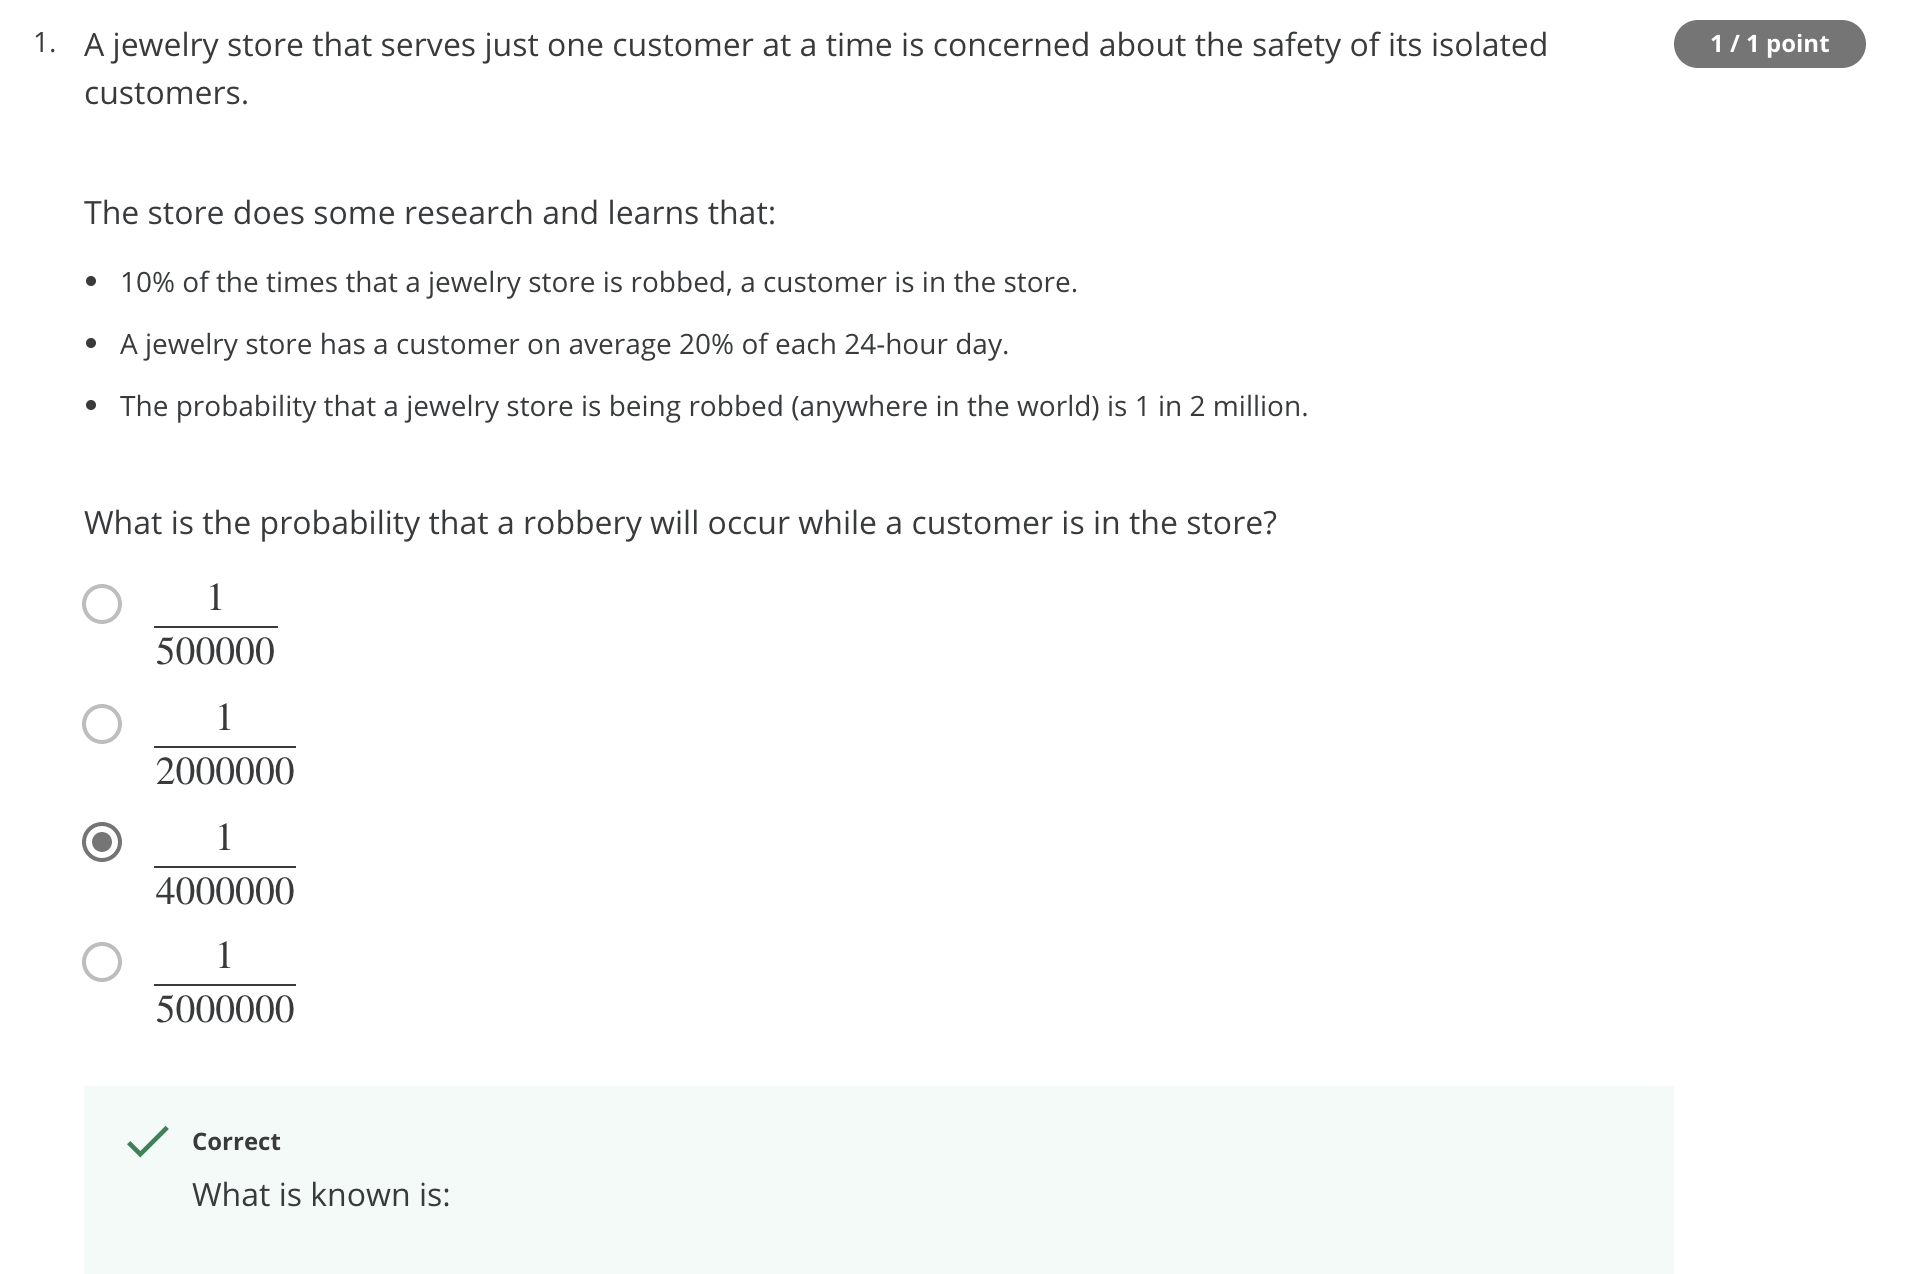 1. A jewelry store that serves just one customer at a time is concerned about the safety of its isolated
1 / 1 point
customers.
The store does some research and learns that:
• 10% of the times that a jewelry store is robbed, a customer is in the store.
• A jewelry store has a customer on average 20% of each 24-hour day.
• The probability that a jewelry store is being robbed (anywhere in the world) is 1 in 2 million.
What is the probability that a robbery will occur while a customer is in the store?
1
500000
1
2000000
1
4000000
1
5000000
Correct
What is known is: